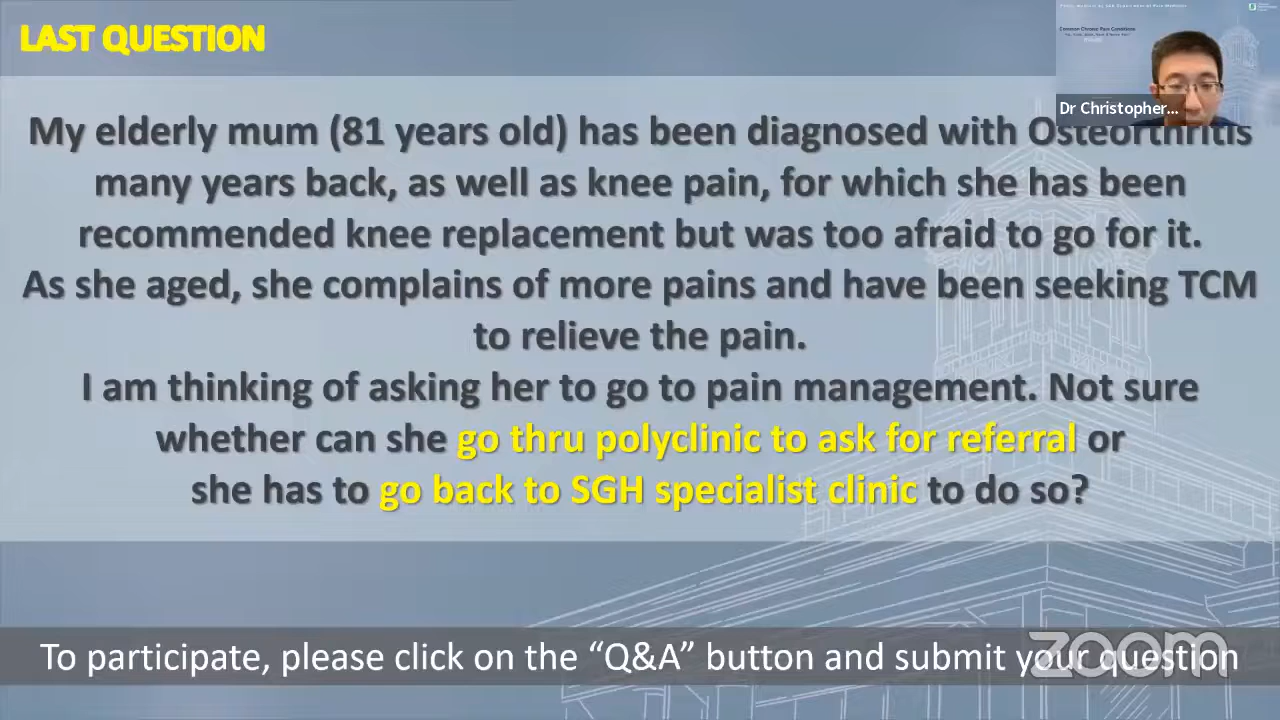 LAST QUESTION
Common Chronic Pain Conditions
Dr Christopher...
My elderly mum (81 years old) has been diagnosed with Osteorthritis
many years back, as well as knee pain, for which she has been
recommended knee replacement but was too afraid to go for it.
As she aged, she complains of more pains and have been seeking TCM
to relieve the pain.
I am thinking of asking her to go to pain management. Not sure
whether can she go thru polyclinic to ask for referral or
she has to go back to SGH specialist clinic to do so?
To participate, please click on the “Q&A” button and submit your question
zoom